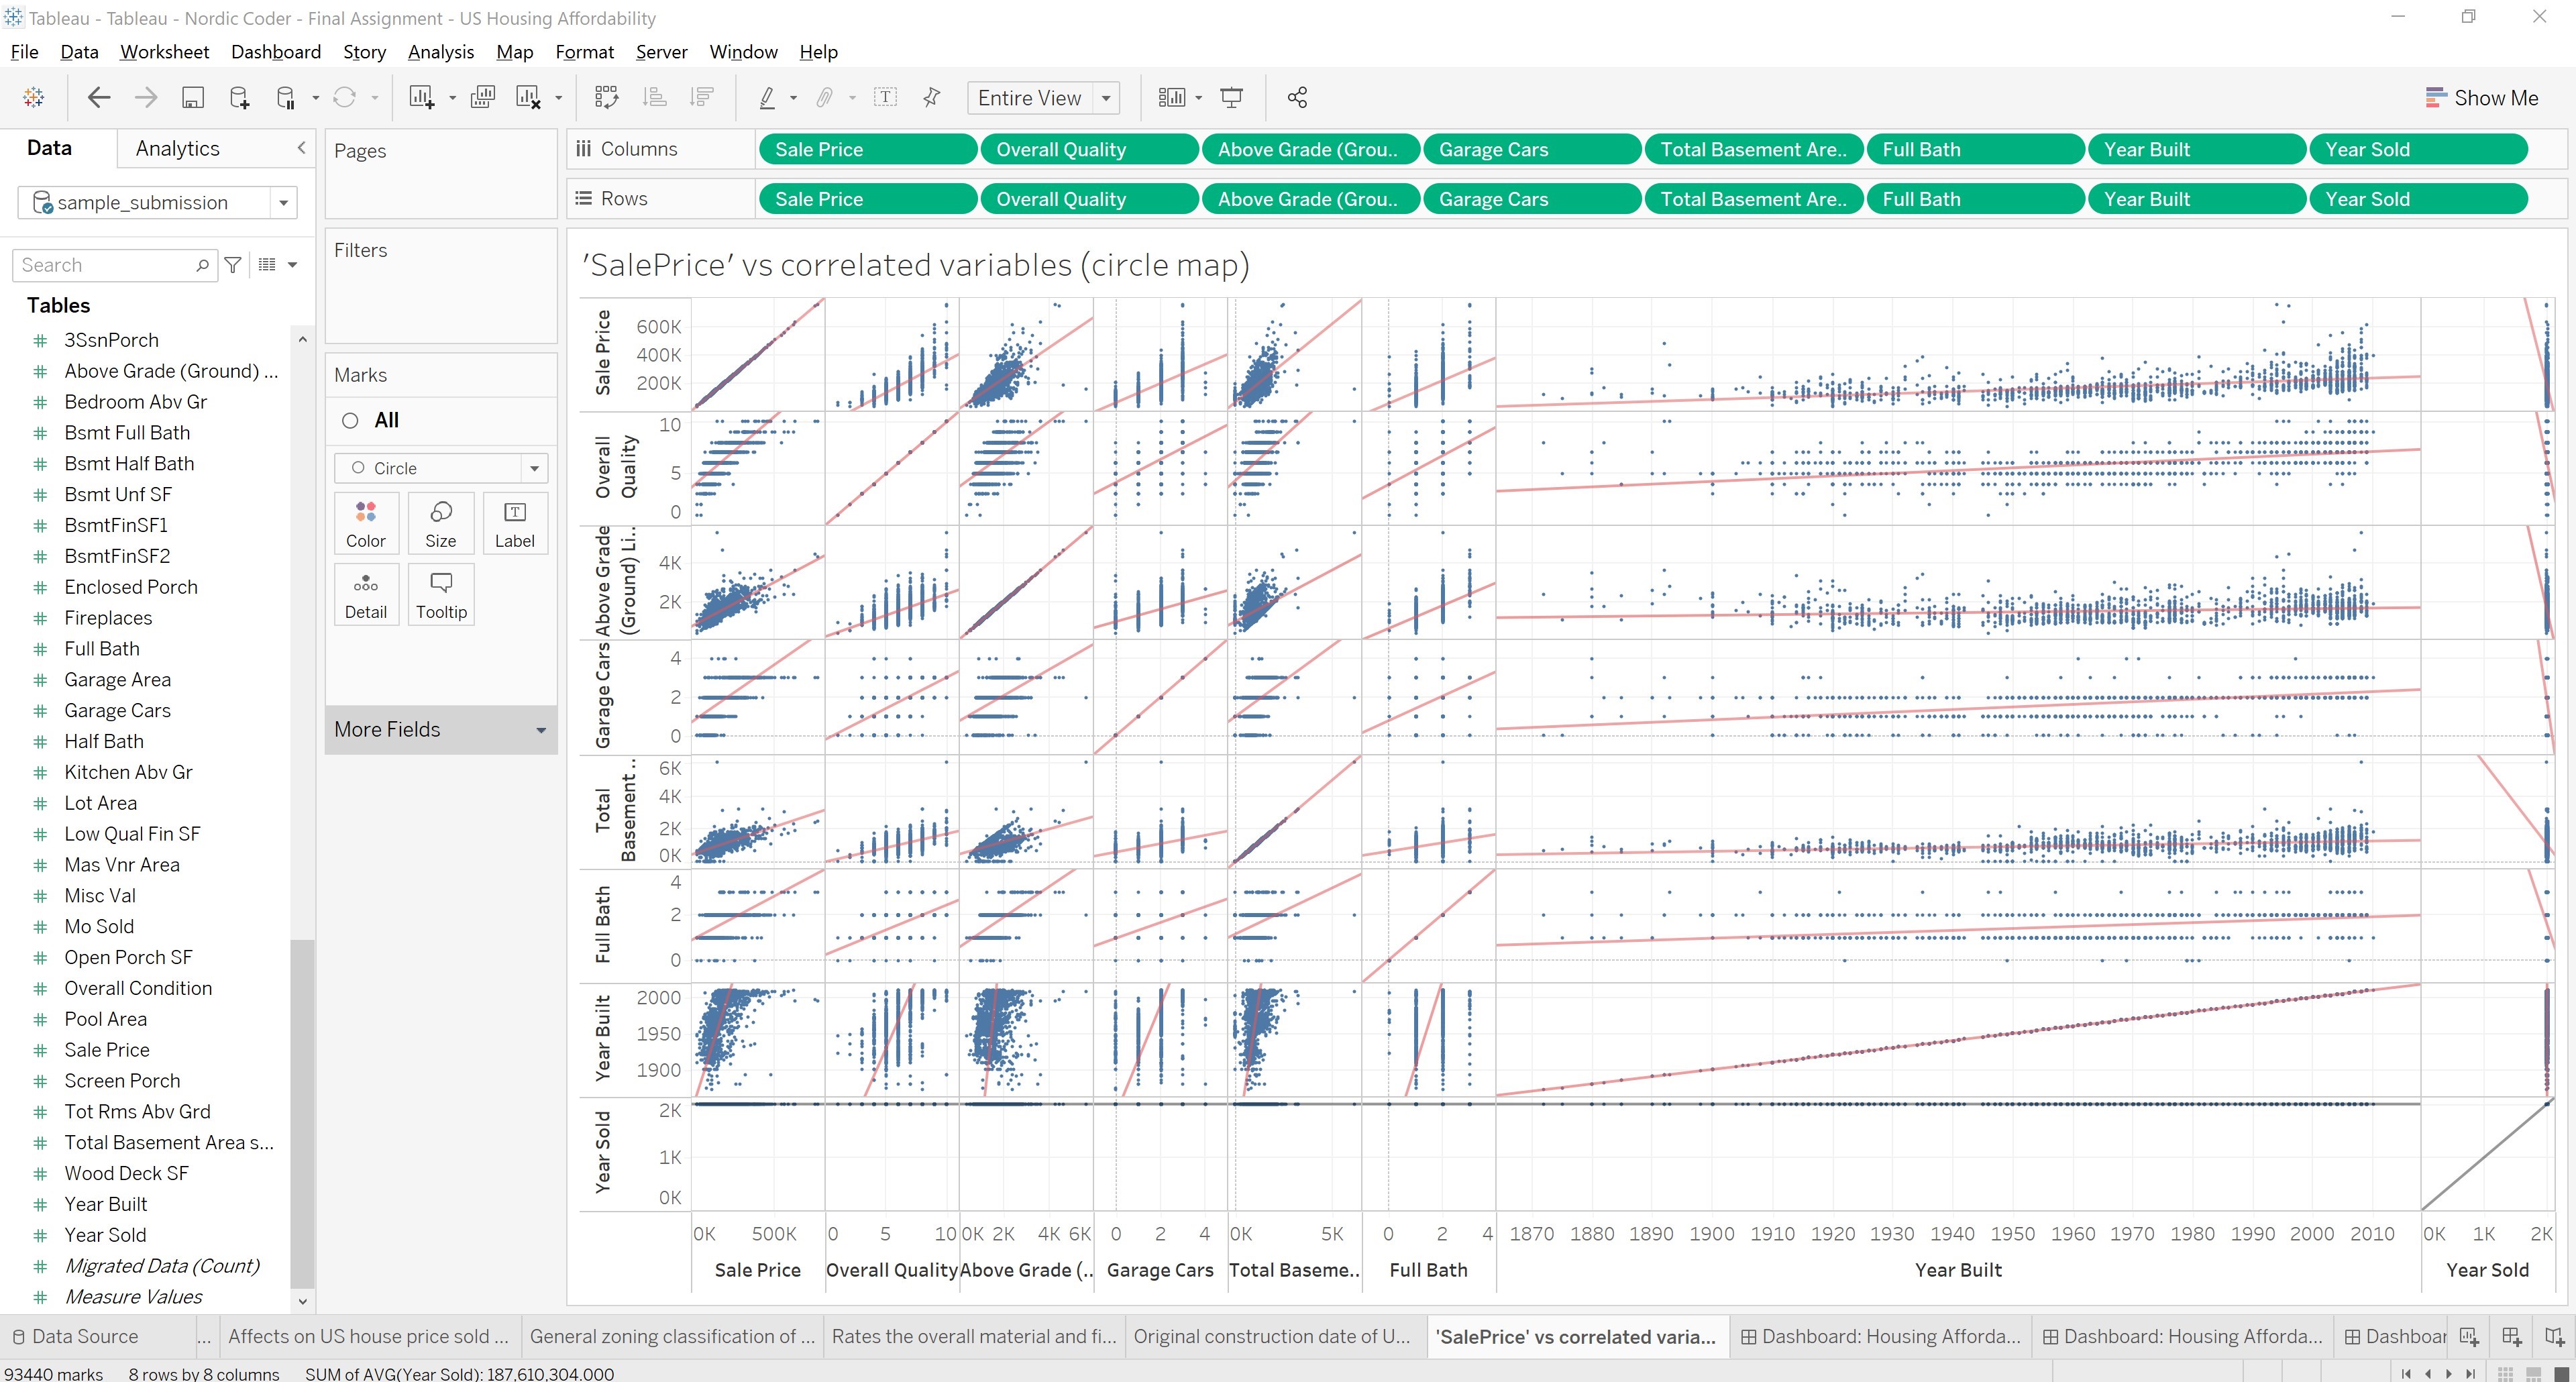 Tableau - Tableau - Nordic Coder - Final Assignment - US Housing Affordability
File Data Worksheet Dashboard Story Analysis Map Format Server Window Help
Entire View
Show Me
Data Analytics
sample_submission
Search
Tables
3SsnPorch
Above Grade (Ground) ...
Bedroom Abv Gr
Bsmt Full Bath
Bsmt Half Bath
Bsmt Unf SF
BsmtFinSF1
BsmtFinSF2
Enclosed Porch
Fireplaces
Full Bath
Garage Area
Garage Cars
Half Bath
Kitchen Abv Gr
Lot Area
Low Qual Fin SF
Mas Vnr Area
Misc Val
Mo Sold
Open Porch SF
Overall Condition
Pool Area
Sale Price
Screen Porch
Tot Rms Abv Grd
Total Basement Area s...
Wood Deck SF
Year Built
Year Sold
Migrated Data (Count)
Measure Values
Pages
Filters
Marks
All
Circle
Color Size Label
Detail Tooltip
More Fields
Columns Sale Price Overall Quality Above Grade (Grou.. Garage Cars Total Basement Are.. Full Bath Year Built Year Sold
Rows Sale Price Overall Quality Above Grade (Grou.. Garage Cars Total Basement Are.. Full Bath Year Built Year Sold
'SalePrice' vs correlated variables (circle map)
Sale Price
600K
400K
200K
Overall
Quality
10
5
0
Above Grade
(Ground) Li..
4K
2K
Garage Cars
4
2
0
Total
Basement ..
6K
4K
2K
0K
Full Bath
4
2
0
Year Built
2000
1950
1900
Year Sold
2K
1K
0K
0K 500K 0 5 10 0K 2K 4K 6K 0 2 4 0K 5K 0 2 4 1870 1880 1890 1900 1910 1920 1930 1940 1950 1960 1970 1980 1990 2000 2010 0K 1K 2K
Sale Price Overall Quality Above Grade (.. Garage Cars Total Baseme.. Full Bath Year Built Year Sold
Data Source ... Affects on US house price sold ... General zoning classification of ... Rates the overall material and fi... Original construction date of U... 'SalePrice' vs correlated varia... Dashboard: Housing Afforda... Dashboard: Housing Afforda... Dashboar
93440 marks 8 rows by 8 columns SUM of AVG(Year Sold): 187,610,304.000